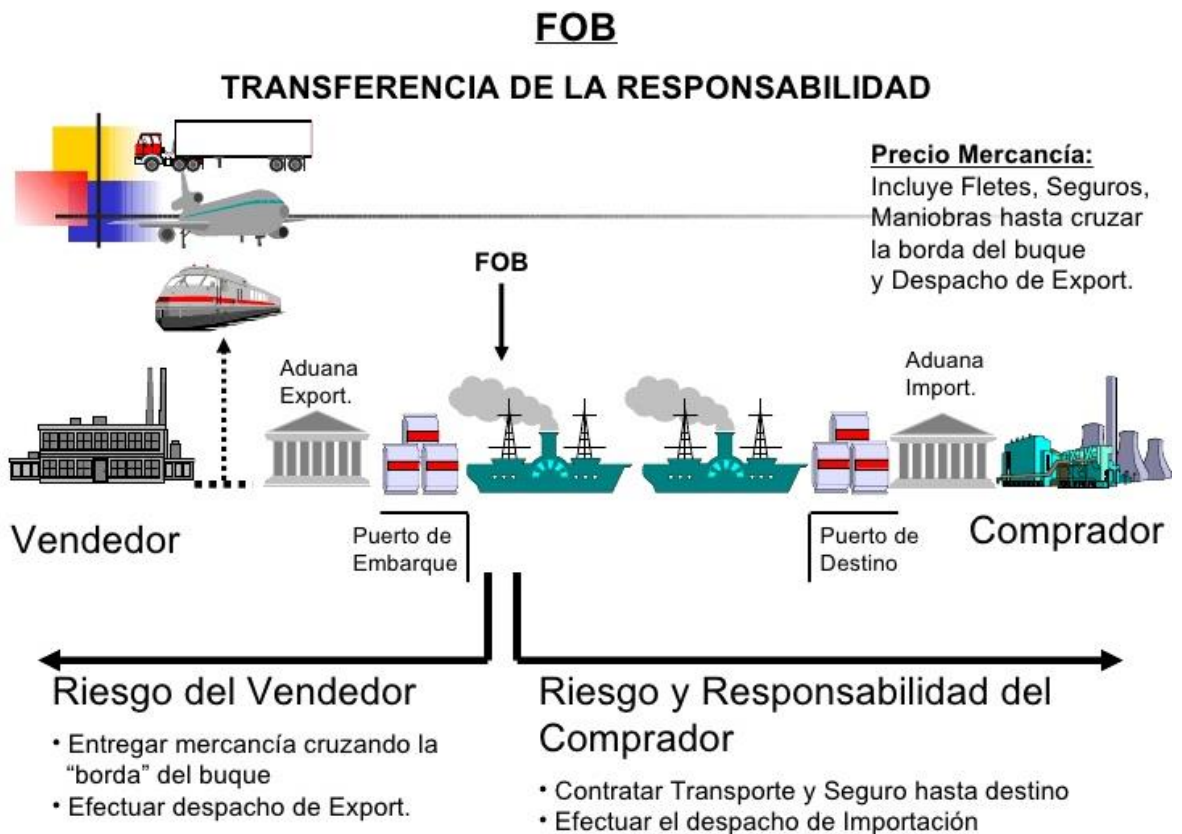 FOB
TRANSFERENCIA DE LA RESPONSABILIDAD
Precio Mercancía:
Incluye Fletes, Seguros,
Maniobras hasta cruzar
la borda del buque
y Despacho de Export.
FOB
Aduana
Export.
Aduana
Import.
Vendedor
Puerto de
Embarque
Puerto de
Destino
Comprador
Riesgo del Vendedor
• Entregar mercancía cruzando la
“borda” del buque
• Efectuar despacho de Export.
Riesgo y Responsabilidad del
Comprador
• Contratar Transporte y Seguro hasta destino
• Efectuar el despacho de Importación